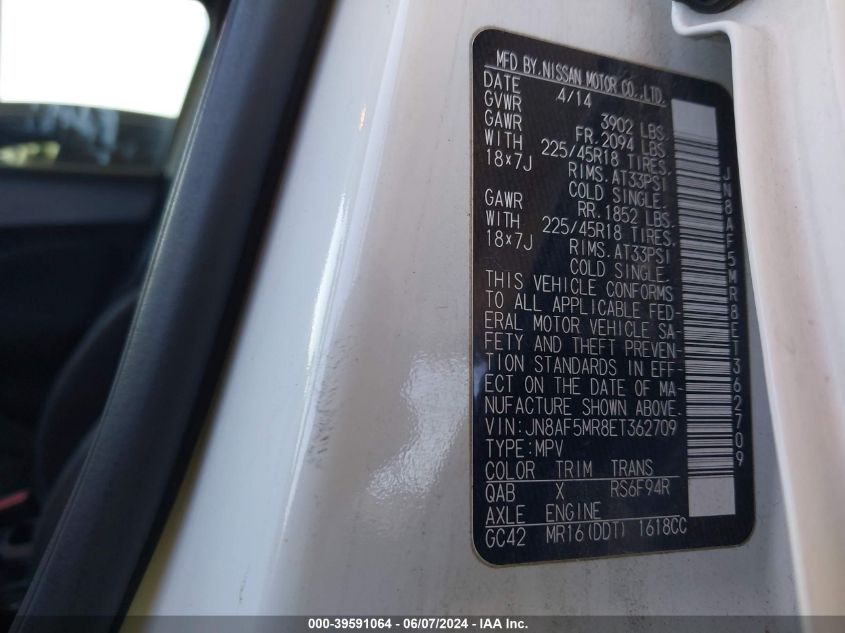 MFD BY.NISSAN MOTOR CO.,LTD.
DATE 4/14
GVWR 3902 LBS.
GAWR FR.2094 LBS
WITH 225/45R18 TIRES.
18×7J RIMS.AT33PSI
COLD SINGLE.
GAWR RR.1852 LBS.
WITH 225/45R18 TIRES.
18×7J RIMS.AT33PSI
COLD SINGLE.
THIS VEHICLE CONFORMS
TO ALL APPLICABLE FED-
ERAL MOTOR VEHICLE SA-
FETY AND THEFT PREVEN-
TION STANDARDS IN EFF-
ECT ON THE DATE OF MA-
NUFACTURE SHOWN ABOVE.
VIN:JN8AF5MR8ET362709
TYPE:MPV
COLOR TRIM TRANS
QAB X RS6F94R
AXLE ENGINE
GC42 MR16(DDT) 1618CC
JN8AF5MR8ET362709
000-39591064 / 06/07/2024 - IAA Inc.